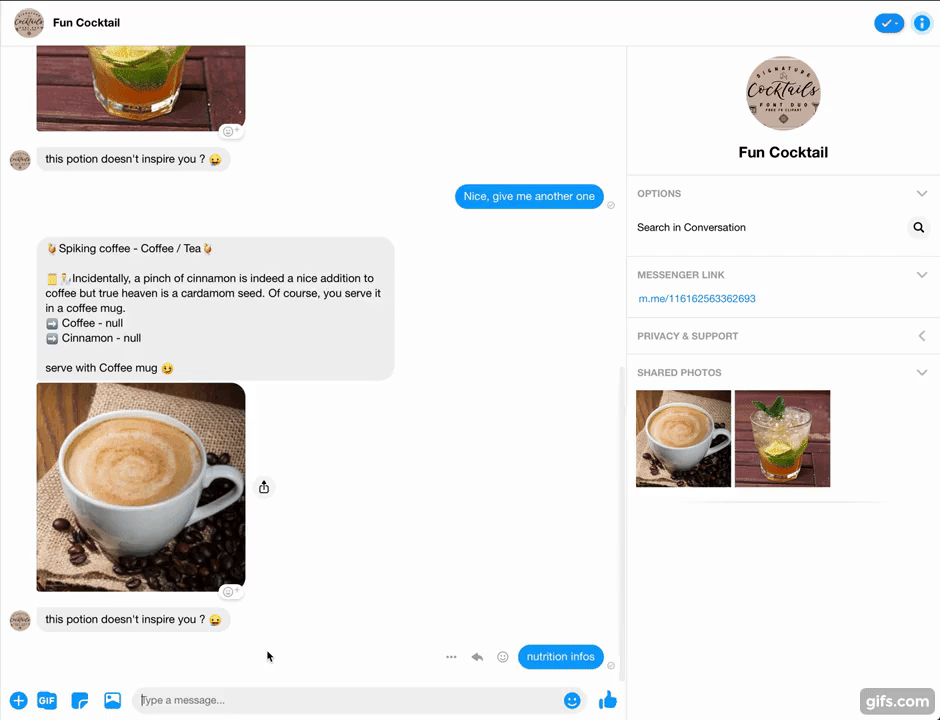 Fun Cocktail
this potion doesn't inspire you ? 😝
Nice, give me another one
🍹Spiking coffee - Coffee / Tea🍹
📒👨‍🍳Incidentally, a pinch of cinnamon is indeed a nice addition to
coffee but true heaven is a cardamom seed. Of course, you serve it
in a coffee mug.
➡️ Coffee - null
➡️ Cinnamon - null
serve with Coffee mug 😉
this potion doesn't inspire you ? 😝
nutrition infos
GIF
Type a message...
SIGNATURE
Cocktails
FONT DUO
Fun Cocktail
OPTIONS
Search in Conversation
MESSENGER LINK
m.me/116162563362693
PRIVACY & SUPPORT
SHARED PHOTOS
gifs.com